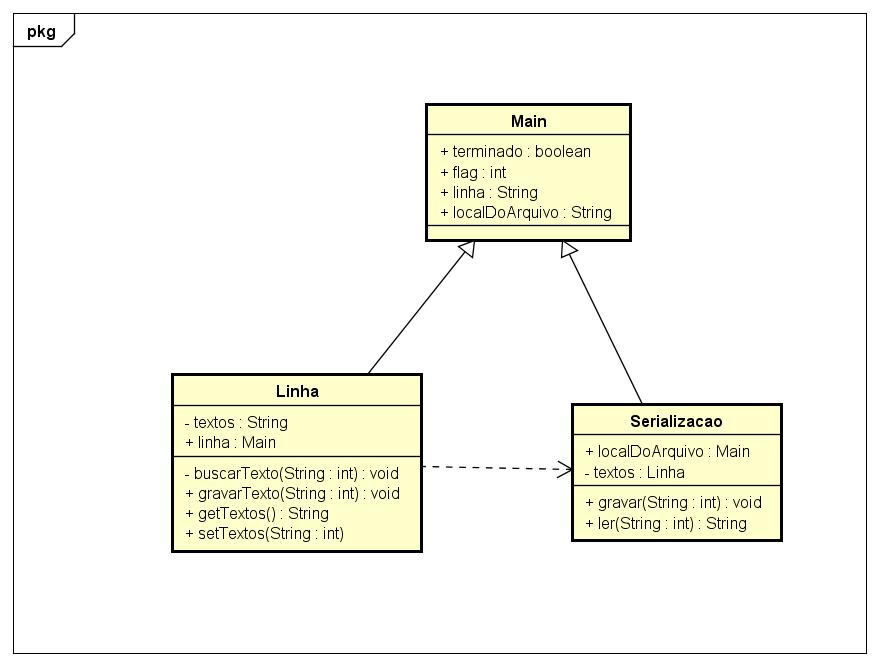 pkg
Main
+ terminado : boolean
+ flag : int
+ linha : String
+ localDoArquivo : String
Linha
- textos : String
+ linha : Main
- buscarTexto(String : int) : void
+ gravarTexto(String : int) : void
+ getTextos() : String
+ setTextos(String : int)
Serializacao
+ localDoArquivo : Main
- textos : Linha
+ gravar(String : int) : void
+ ler(String : int) : String